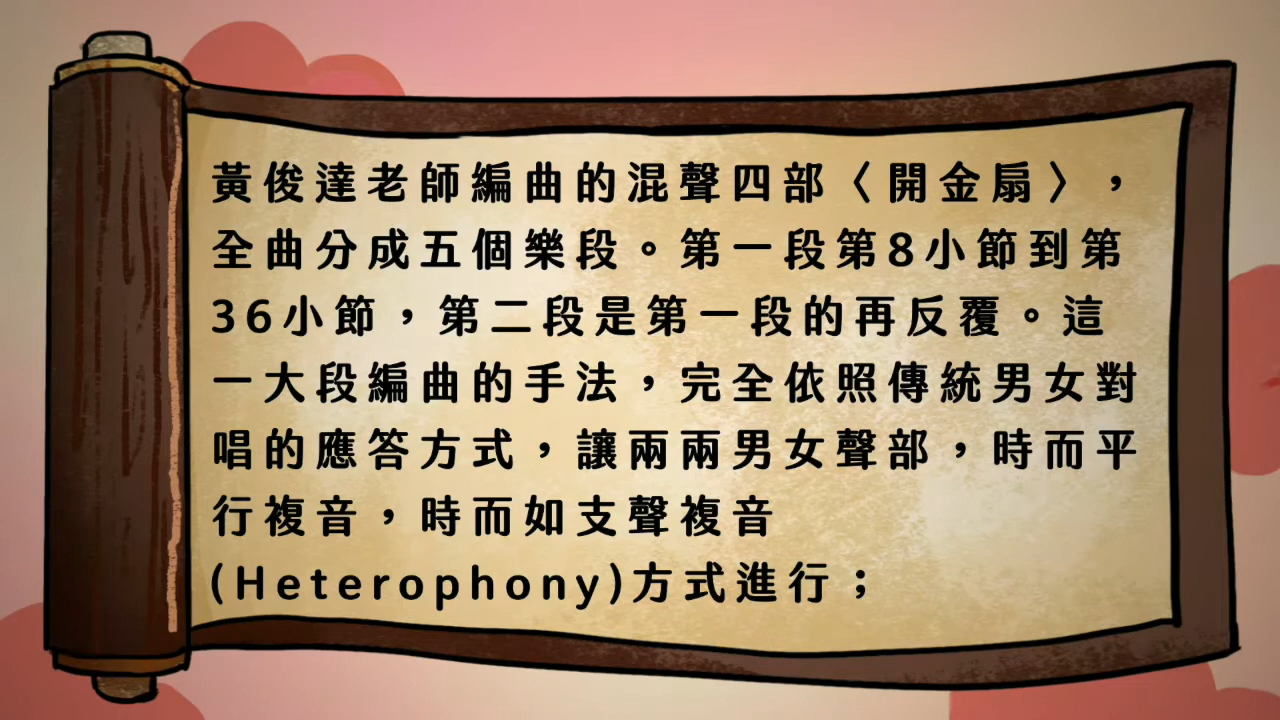 黃俊達老師編曲的混聲四部〈開金扇〉，
全曲分成五個樂段。第一段第8小節到第
36小節，第二段是第一段的再反覆。這
一大段編曲的手法，完全依照傳統男女對
唱的應答方式，讓兩兩男女聲部，時而平
行複音，時而如支聲複音
(Heterophony)方式進行；